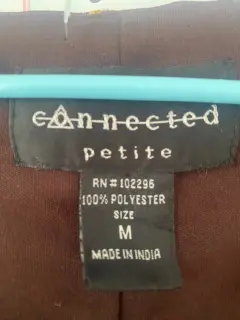 connected
petite
RN#102296
100% POLYESTER
SIZE
M
MADE IN INDIA